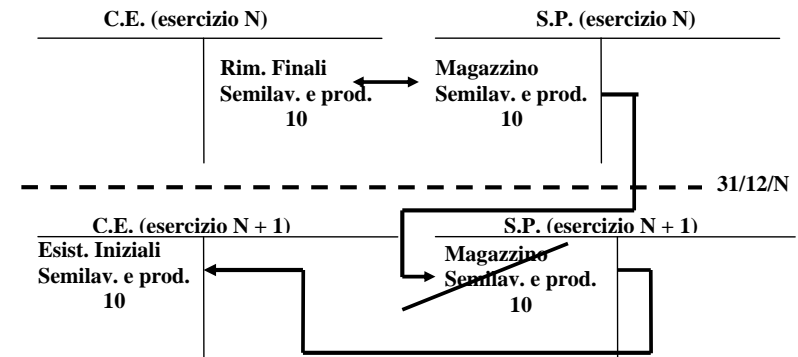 C.E. (esercizio N)
S.P. (esercizio N)
Rim. Finali
Semilav. e prod.
10
Magazzino
Semilav. e prod.
10
31/12/N
C.E. (esercizio N + 1)
S.P. (esercizio N + 1)
Esist. Iniziali
Semilav. e prod.
10
Magazzino
Semilav. e prod.
10